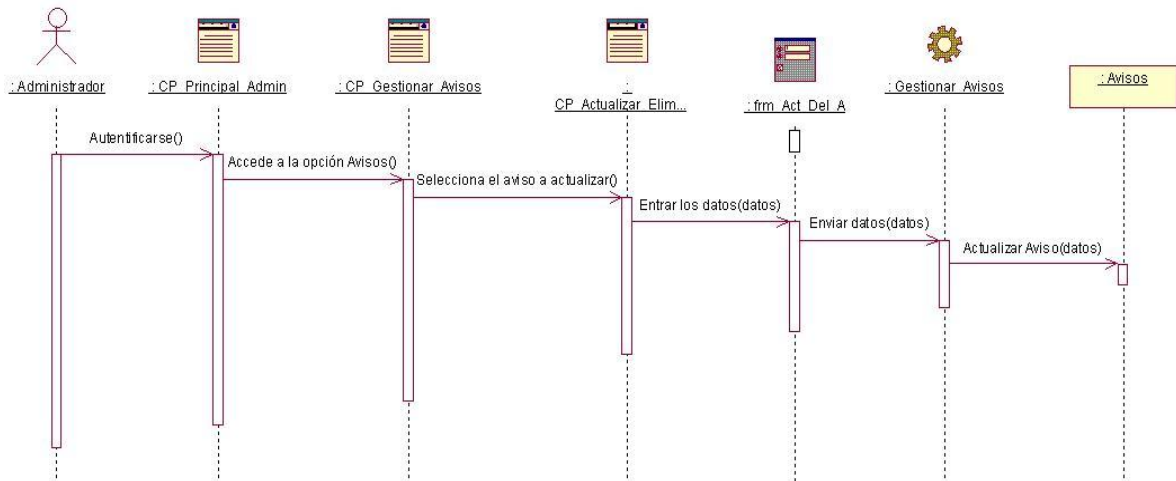 : Administrador
: CP_Principal_Admin
: CP_Gestionar_Avisos
:
CP_Actualizar_Elim...
: frm_Act_Del_A
: Gestionar_Avisos
: Avisos
Autentificarse()
Accede a la opción Avisos()
Selecciona el aviso a actualizar()
Entrar los datos(datos)
Enviar datos(datos)
Actualizar Aviso(datos)